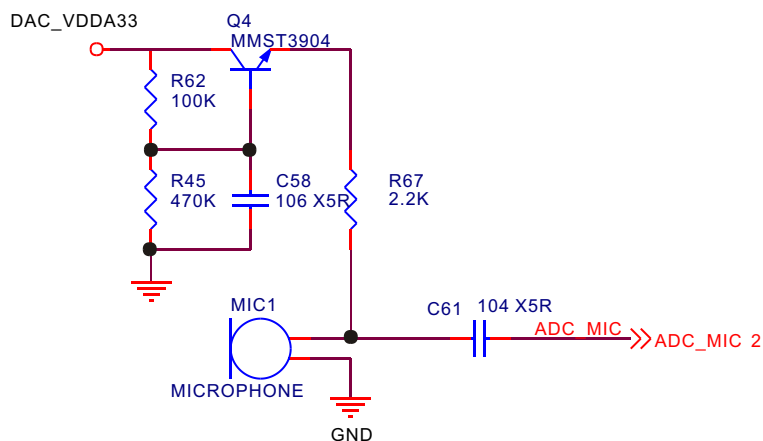 DAC_VDDA33
Q4
MMST3904
R62
100K
R45
470K
C58
106 X5R
R67
2.2K
MIC1
MICROPHONE
C61
104 X5R
ADC_MIC
ADC_MIC 2
GND